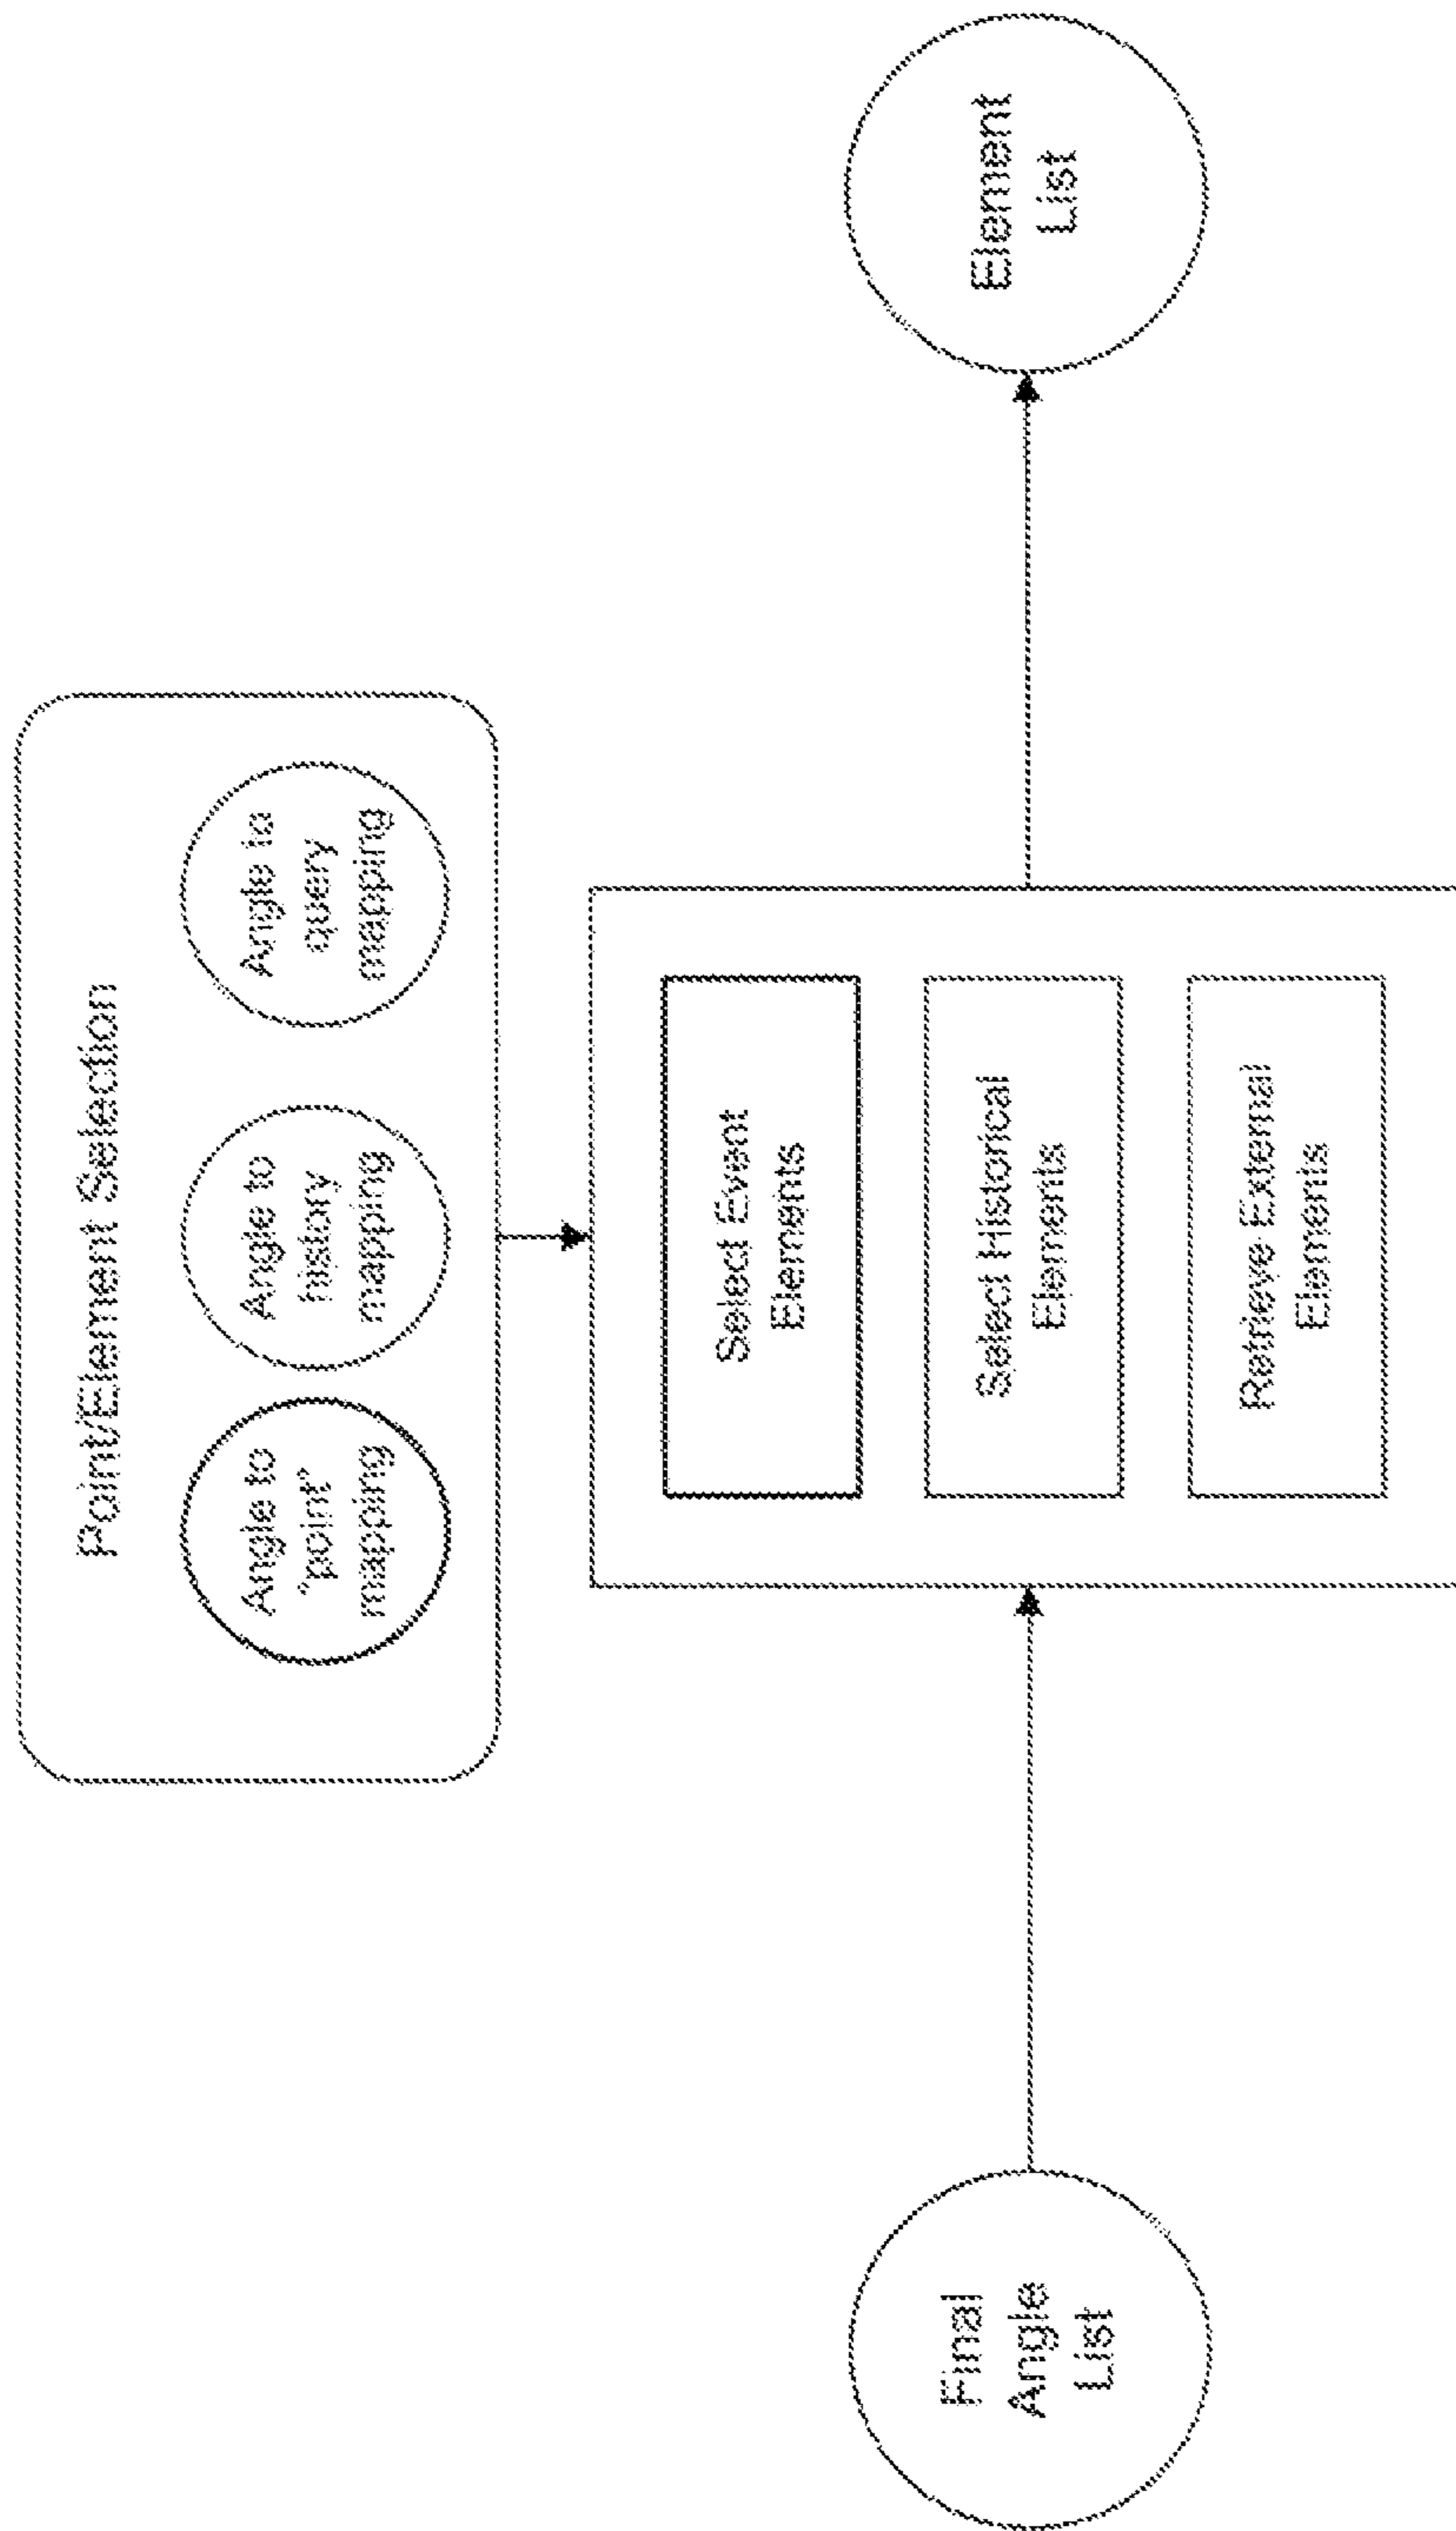 Point/Element Selection
Angle to
"point"
mapping
Angle to
history
mapping
Angle to
query
mapping
Final
Angle
List
Select Event
Elements
Select Historical
Elements
Retrieve External
Elements
Element
List